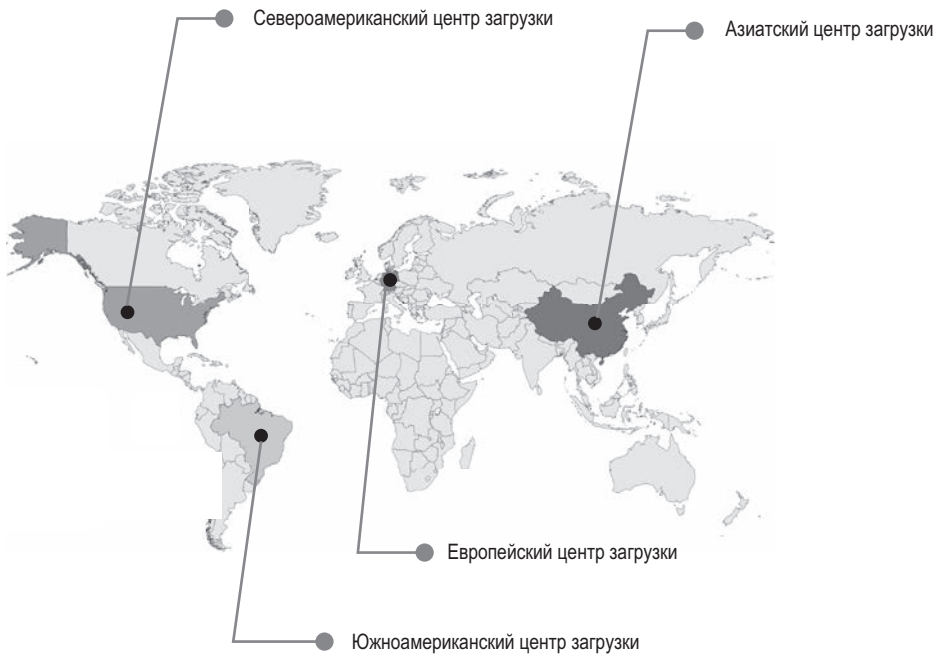 Североамериканский центр загрузки
Азиатский центр загрузки
Европейский центр загрузки
Южноамериканский центр загрузки